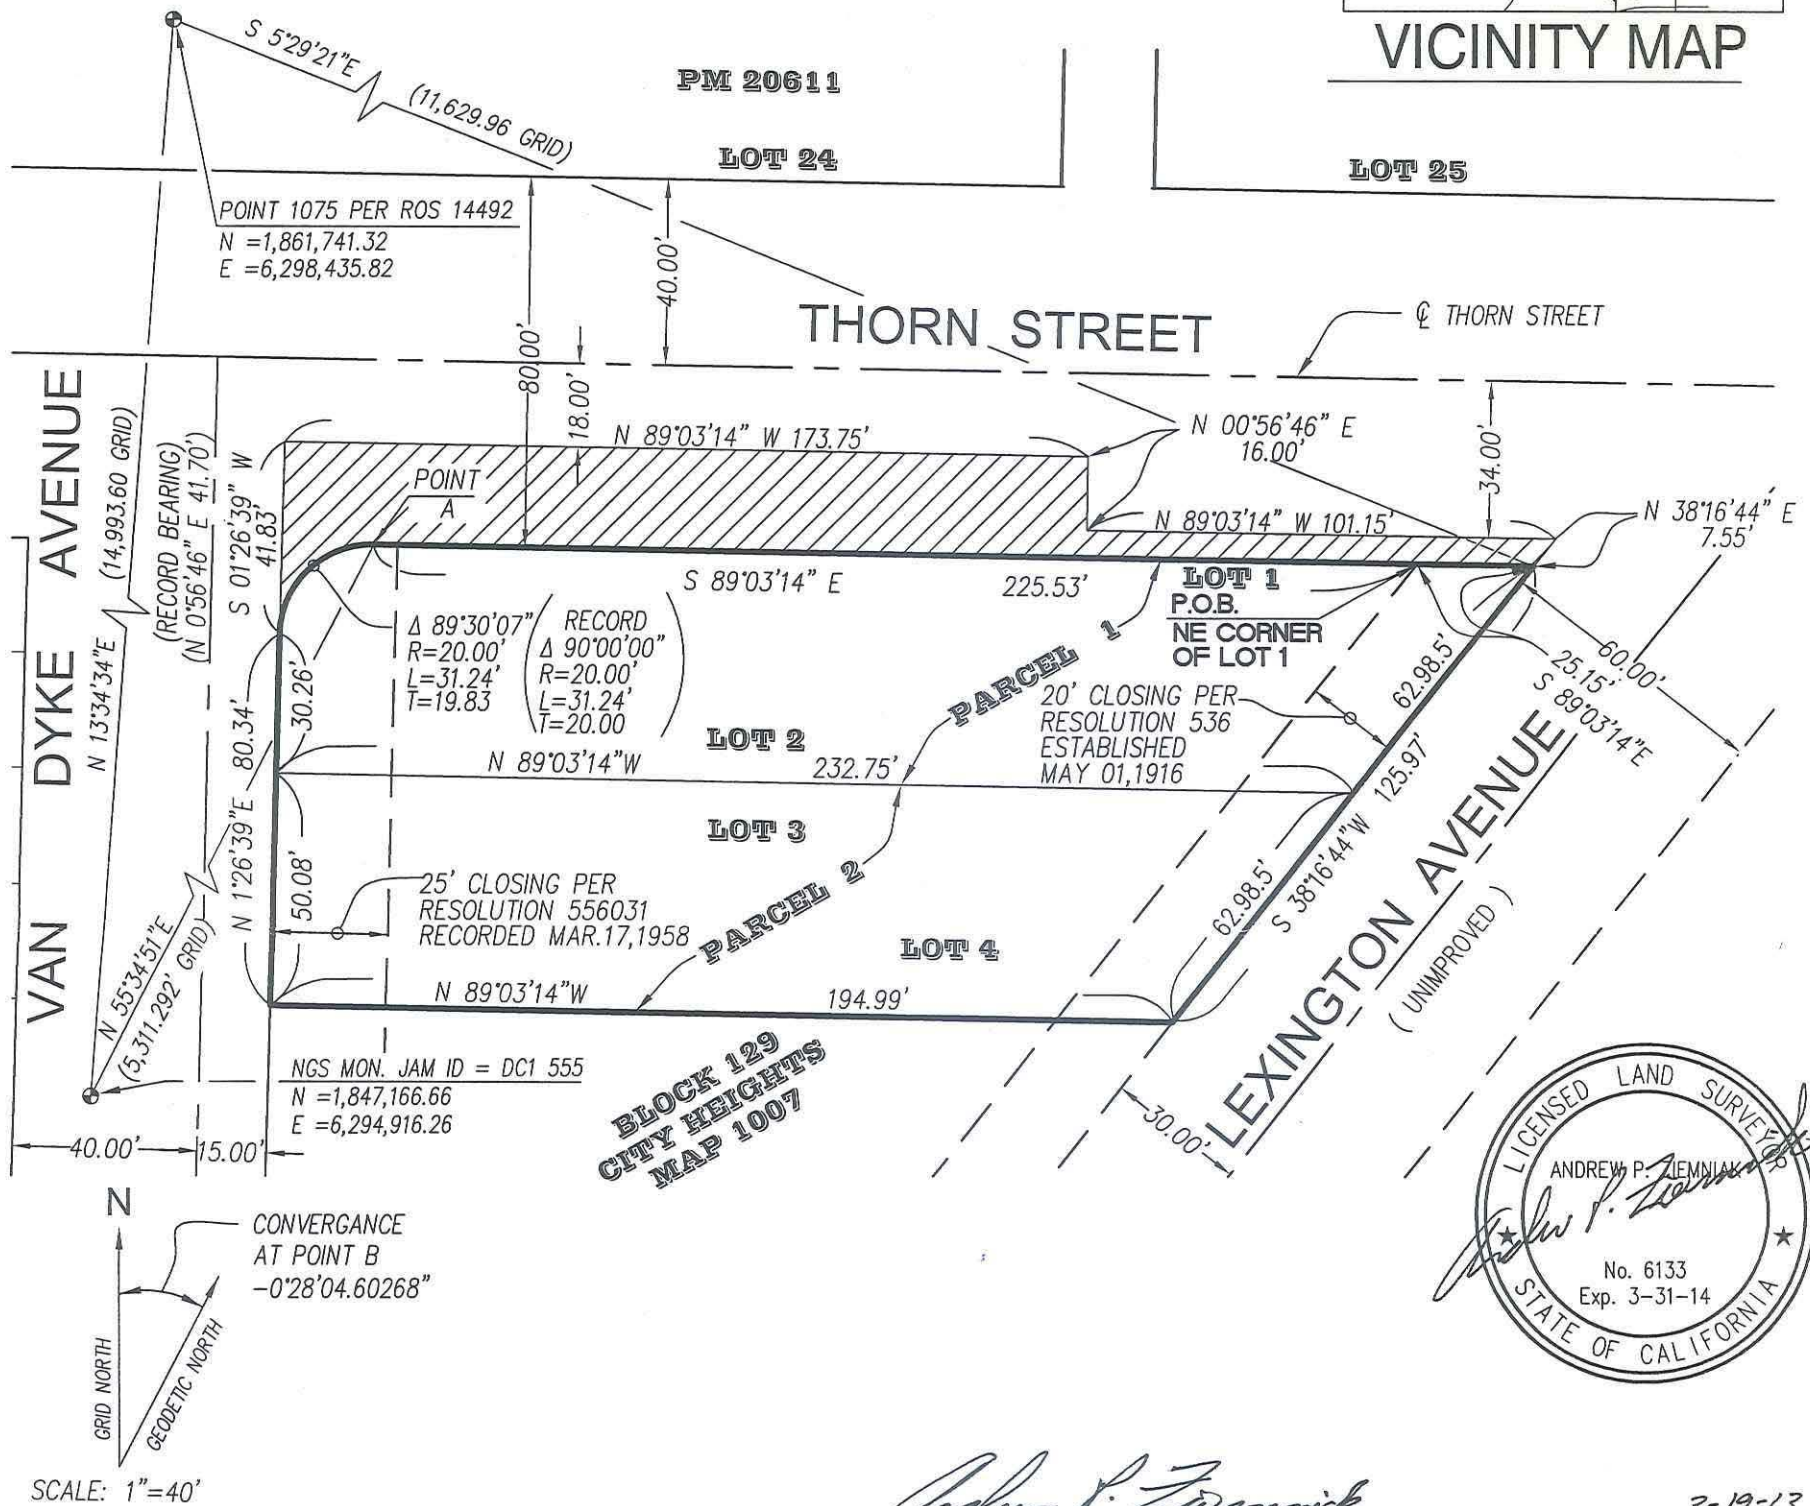 VICINITY MAP
S 5°29'21"E
(11,629.96 GRID)
PM 20611
LOT 24
LOT 25
POINT 1075 PER ROS 14492
N =1,861,741.32
E =6,298,435.82
40.00'
80.00'
18.00'
THORN STREET
℄ THORN STREET
VAN DYKE AVENUE
N 13°34'34"E (14,993.60 GRID)
(RECORD BEARING)
(N 0°56'46" E 41.70')
S 01°26'39" W
41.83'
N 89°03'14" W 173.75'
N 00°56'46" E
16.00'
34.00'
POINT
A
N 89°03'14" W 101.15'
N 38°16'44" E
7.55'
S 89°03'14" E 225.53'
LOT 1
P.O.B.
NE CORNER
OF LOT 1
Δ 89°30'07"
R=20.00'
L=31.24'
T=19.83
RECORD
Δ 90°00'00"
R=20.00'
L=31.24'
T=20.00
PARCEL 1
60.00'
25.15'
S 89°03'14"E
62.98.5'
20' CLOSING PER
RESOLUTION 536
ESTABLISHED
MAY 01,1916
30.26'
LOT 2
N 89°03'14"W 232.75'
N 1°26'39"E 80.34'
LOT 3
50.08'
25' CLOSING PER
RESOLUTION 556031
RECORDED MAR.17,1958
PARCEL 2
62.98.5'
S 38°16'44"W 125.97'
LOT 4
LEXINGTON AVENUE
( UNIMPROVED )
N 55°34'51"E
(5,311.292' GRID)
N 89°03'14"W 194.99'
NGS MON. JAM ID = DC1 555
N =1,847,166.66
E =6,294,916.26
BLOCK 129
CITY HEIGHTS
MAP 1007
40.00'
15.00'
30.00'
N
CONVERGANCE
AT POINT B
-0°28'04.60268"
GRID NORTH
GEODETIC NORTH
SCALE: 1"=40'
LICENSED LAND SURVEYOR
ANDREW P. ZIEMNIAK
Andrew P. Ziemniak
No. 6133
Exp. 3-31-14
STATE OF CALIFORNIA
Andrew P. Ziemniak
2-19-13